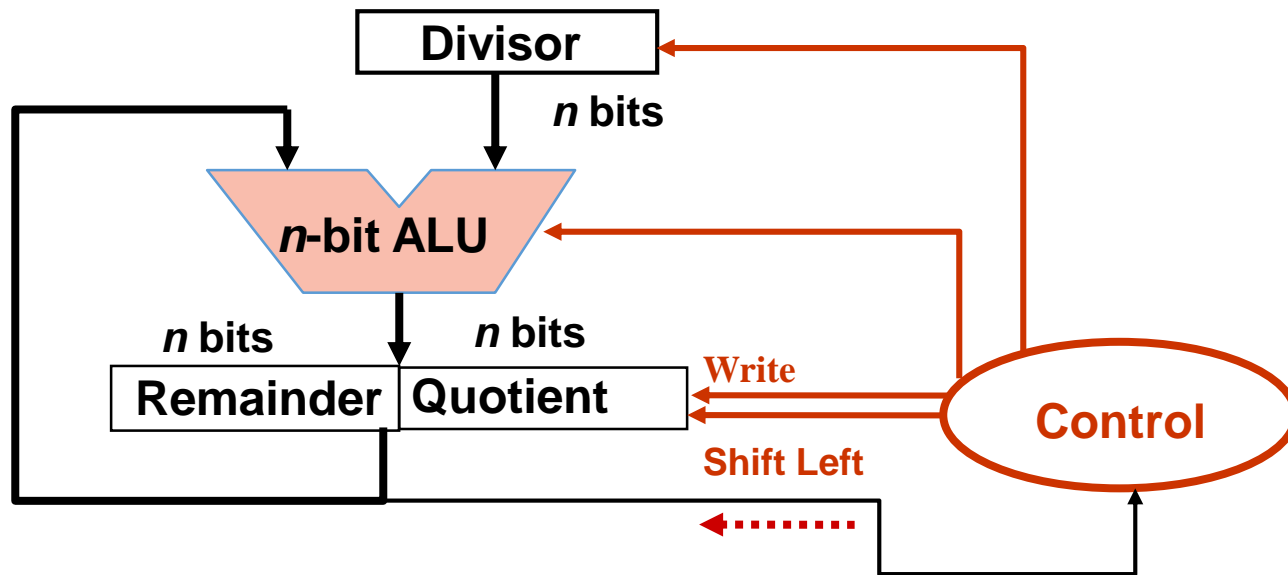 Divisor
n bits
n-bit ALU
n bits
n bits
Remainder
Quotient
Write
Control
Shift Left